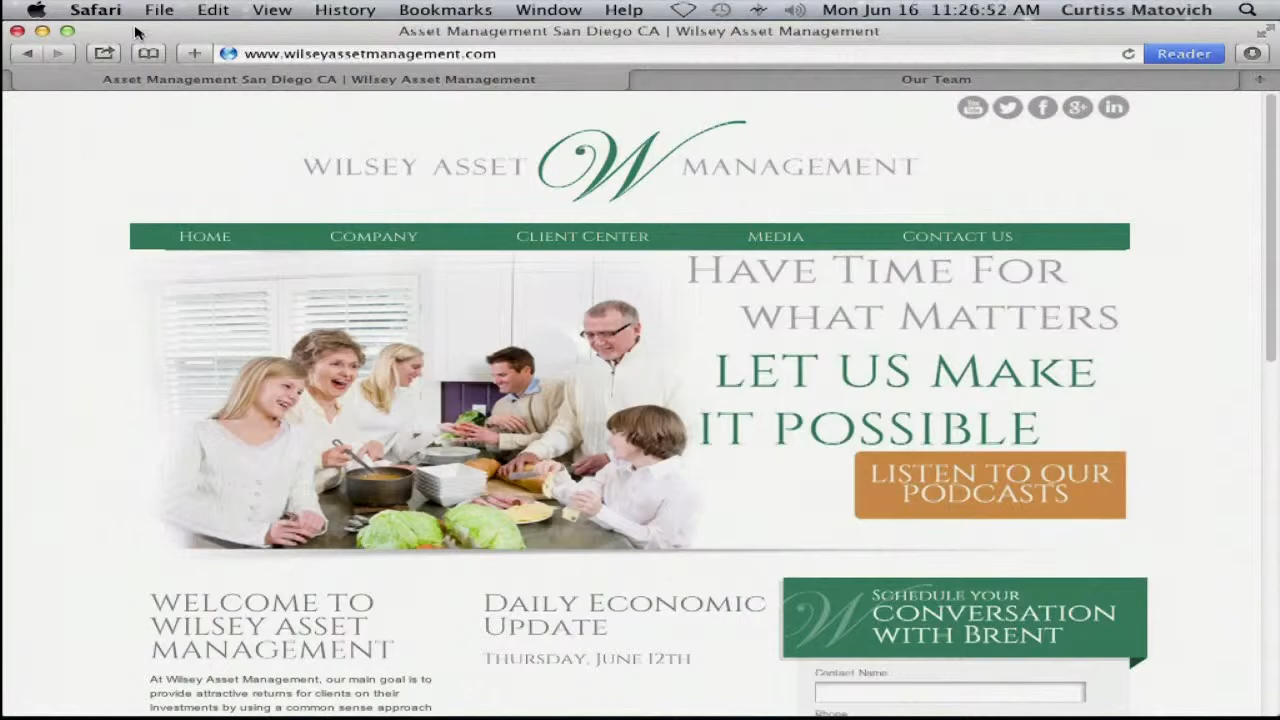 Safari File Edit View History Bookmarks Window Help Mon Jun 16 11:26:52 AM Curtiss Matovich
Asset Management San Diego CA | Wilsey Asset Management
www.wilseyassetmanagement.com Reader
Asset Management San Diego CA | Wilsey Asset Management Our Team
You Tube g+ in
WILSEY ASSET W MANAGEMENT
HOME COMPANY CLIENT CENTER MEDIA CONTACT US
HAVE TIME FOR
WHAT MATTERS
LET US MAKE
IT POSSIBLE
LISTEN TO OUR
PODCASTS
WELCOME TO
WILSEY ASSET
MANAGEMENT
At Wilsey Asset Management, our main goal is to
provide attractive returns for clients on their
investments by using a common sense approach
DAILY ECONOMIC
UPDATE
THURSDAY, JUNE 12TH
W
SCHEDULE YOUR
CONVERSATION
WITH BRENT
Contact Name
Phone